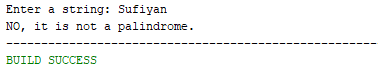 Enter a string: Sufiyan
NO, it is not a palindrome.
-----------------------------------------------------
BUILD SUCCESS